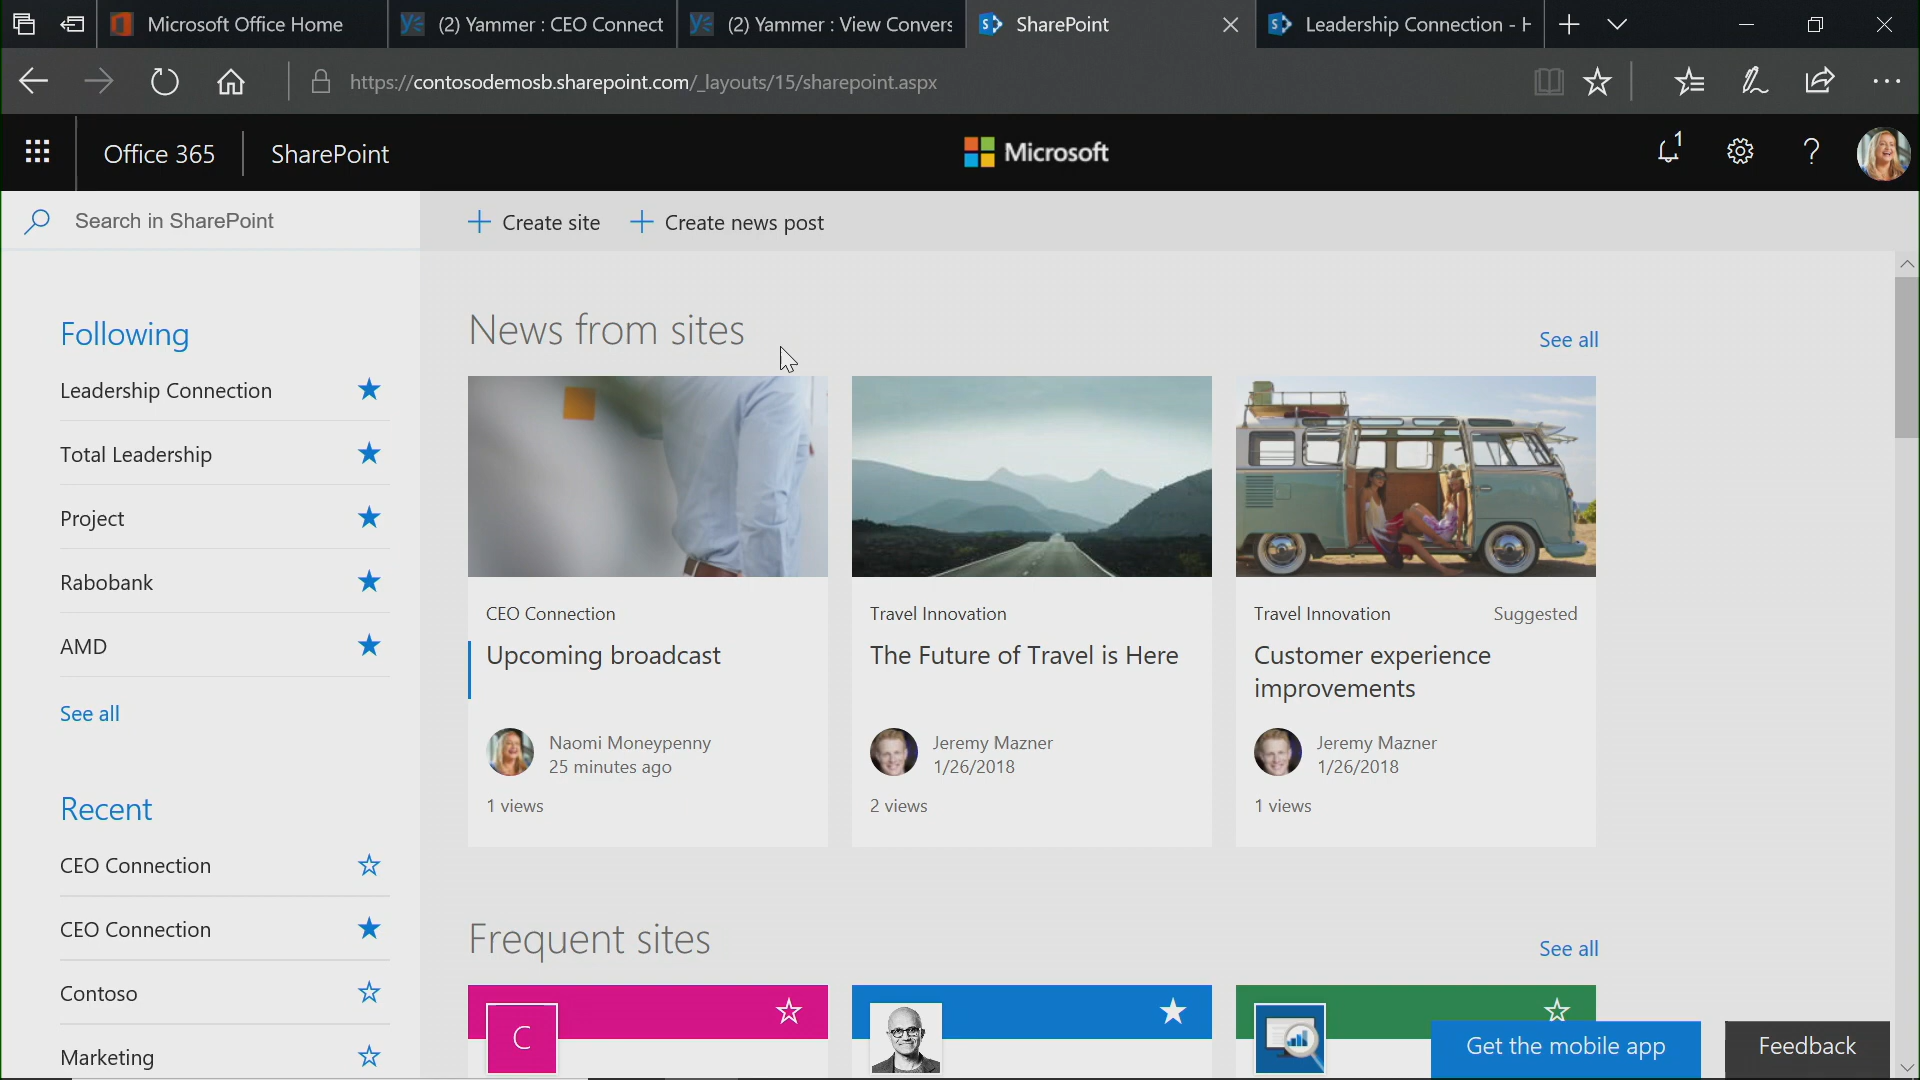 Microsoft Office Home
(2) Yammer : CEO Connect
(2) Yammer : View Convers
SharePoint
Leadership Connection - H
https://contosodemosb.sharepoint.com/_layouts/15/sharepoint.aspx
Office 365
SharePoint
Microsoft
1
?
Search in SharePoint
Create site
Create news post
Following
Leadership Connection
Total Leadership
Project
Rabobank
AMD
See all
Recent
CEO Connection
CEO Connection
Contoso
Marketing
News from sites
See all
CEO Connection
Upcoming broadcast
Naomi Moneypenny
25 minutes ago
1 views
Travel Innovation
The Future of Travel is Here
Jeremy Mazner
1/26/2018
2 views
Travel Innovation
Suggested
Customer experience
improvements
Jeremy Mazner
1/26/2018
1 views
Frequent sites
See all
C
Get the mobile app
Feedback